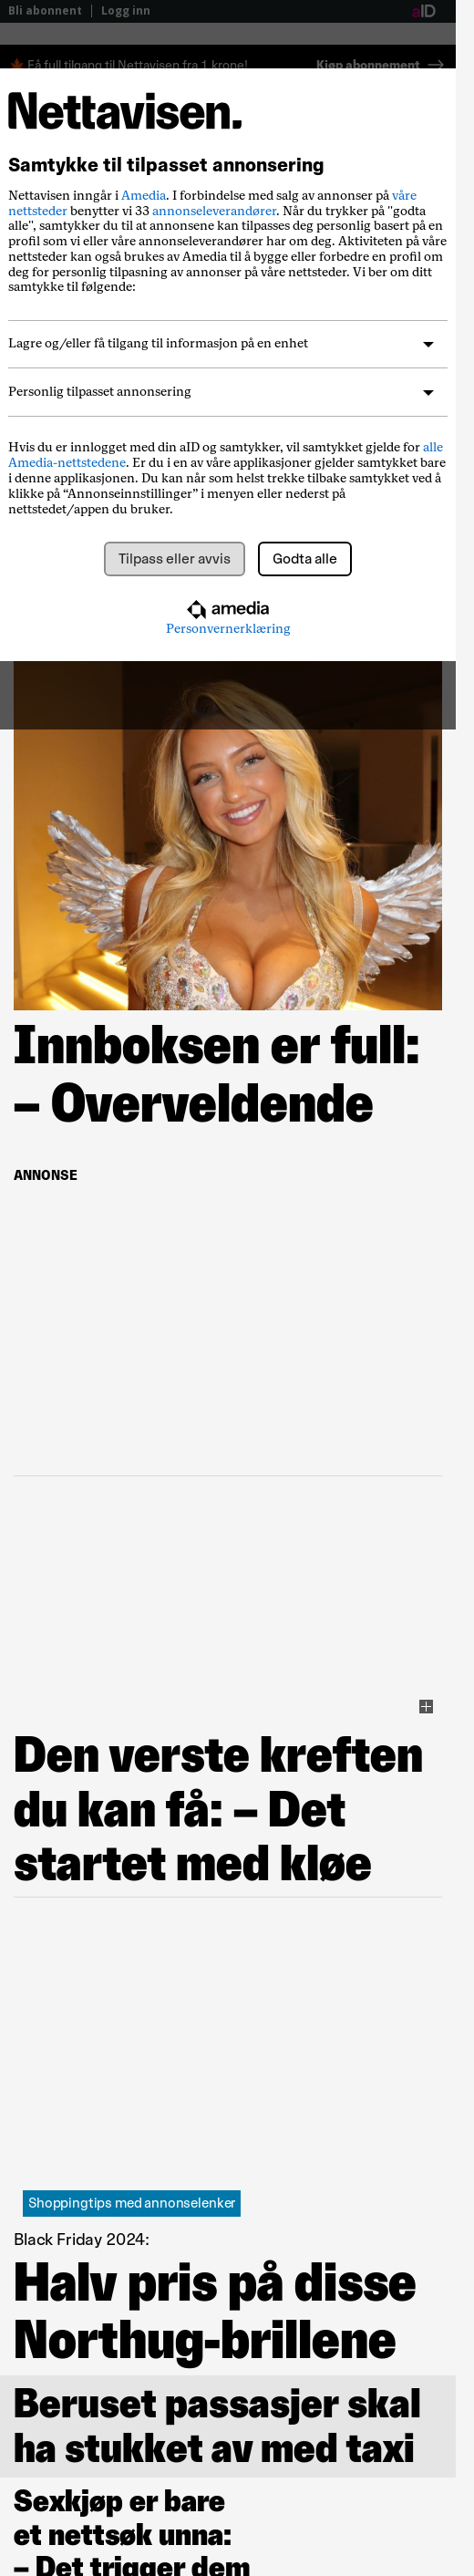 Bli abonnent | Logg inn
aID
Få full tilgang til Nettavisen fra 1 krone!
Kjøp abonnement
Nettavisen.
Samtykke til tilpasset annonsering
Nettavisen inngår i Amedia. I forbindelse med salg av annonser på våre
nettsteder benytter vi 33 annonseleverandører. Når du trykker på "godta
alle", samtykker du til at annonsene kan tilpasses deg personlig basert på en
profil som vi eller våre annonseleverandører har om deg. Aktiviteten på våre
nettsteder kan også brukes av Amedia til å bygge eller forbedre en profil om
deg for personlig tilpasning av annonser på våre nettsteder. Vi ber om ditt
samtykke til følgende:
Lagre og/eller få tilgang til informasjon på en enhet
Personlig tilpasset annonsering
Hvis du er innlogget med din aID og samtykker, vil samtykket gjelde for alle
Amedia-nettstedene. Er du i en av våre applikasjoner gjelder samtykket bare
i denne applikasjonen. Du kan når som helst trekke tilbake samtykket ved å
klikke på “Annonseinnstillinger” i menyen eller nederst på
nettstedet/appen du bruker.
Tilpass eller avvis
Godta alle
amedia
Personvernerklæring
Innboksen er full:
– Overveldende
ANNONSE
Den verste kreften
du kan få: – Det
startet med kløe
Shoppingtips med annonselenker
Black Friday 2024:
Halv pris på disse
Northug-brillene
Beruset passasjer skal
ha stukket av med taxi
Sexkjøp er bare
et nettsøk unna:
– Det trigger dem